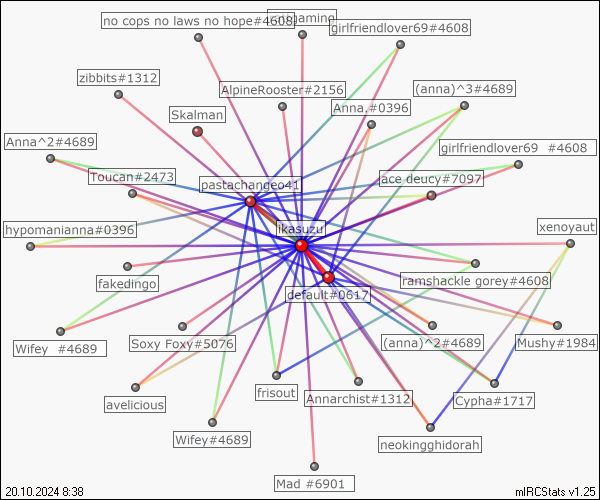 no cops no laws no hope#4608
gaming
girlfriendlover69#4608
zibbits#1312
AlpineRooster#2156
(anna)^3#4689
Skalman
Anna,#0396
Anna^2#4689
girlfriendlover69 #4608
Toucan#2473
pastachangeo41
ace deucy#7097
hypomanianna#0396
ikasuzu
xenoyaut
fakedingo
default#0617
ramshackle gorey#4608
Wifey #4689
Soxy Foxy#5076
(anna)^2#4689
Mushy#1984
avelicious
frisout
Annarchist#1312
Cypha#1717
Wifey#4689
neokingghidorah
Mad #6901
20.10.2024 8:38
mIRCStats v1.25